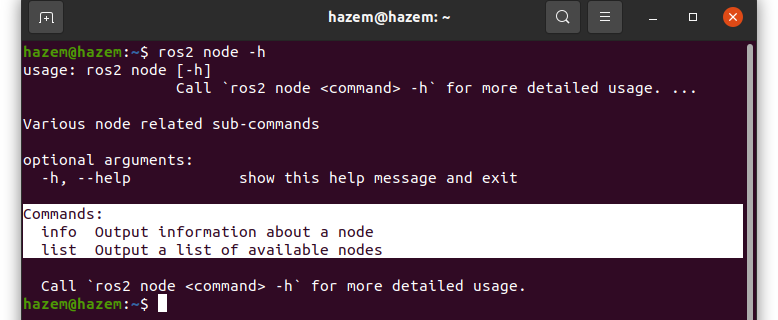 hazem@hazem: ~
hazem@hazem:~$ ros2 node -h
usage: ros2 node [-h]
                 Call `ros2 node <command> -h` for more detailed usage. ...

Various node related sub-commands

optional arguments:
  -h, --help            show this help message and exit

Commands:
  info  Output information about a node
  list  Output a list of available nodes

  Call `ros2 node <command> -h` for more detailed usage.
hazem@hazem:~$